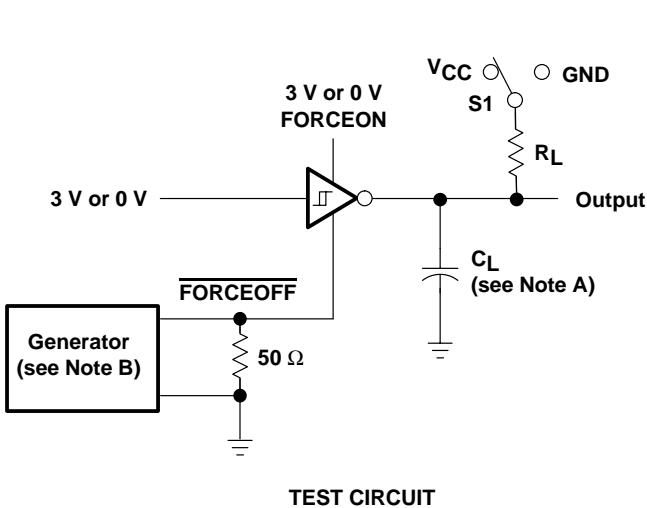 VCC
GND
S1
3 V or 0 V
FORCEON
RL
3 V or 0 V
Output
CL
(see Note A)
FORCEOFF
Generator
(see Note B)
50 Ω
TEST CIRCUIT